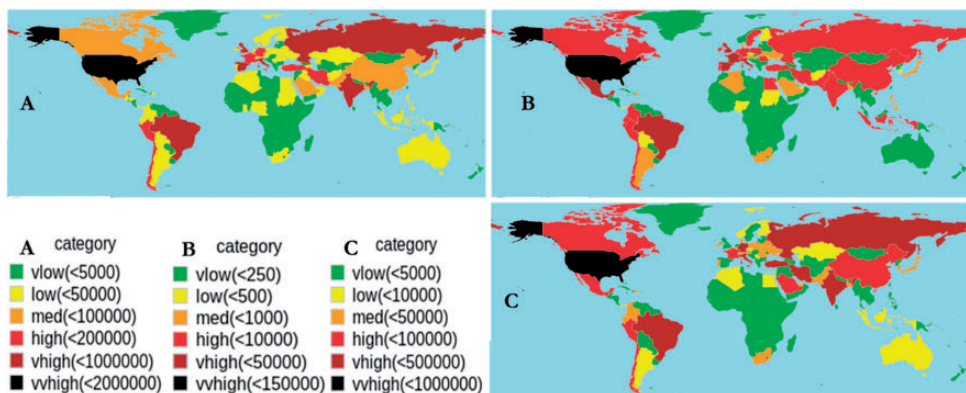 A
B
A category
vlow(<5000)
low(<50000)
med(<100000)
high(<200000)
vhigh(<1000000)
vvhigh(<2000000)
B category
vlow(<250)
low(<500)
med(<1000)
high(<10000)
vhigh(<50000)
vvhigh(<150000)
C category
vlow(<5000)
low(<10000)
med(<50000)
high(<100000)
vhigh(<500000)
vvhigh(<1000000)
C